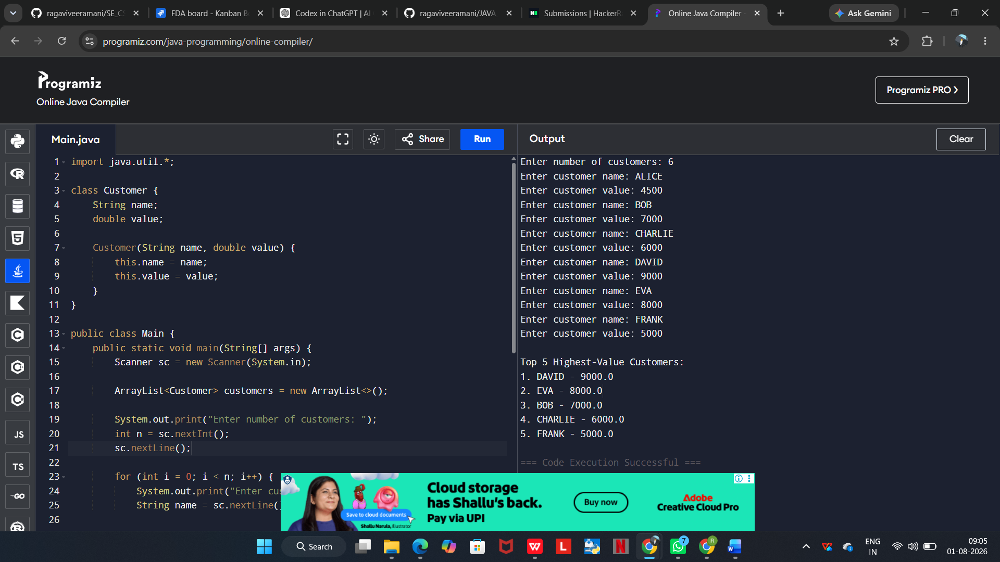 ragaviveeramani/SE_CS
FDA board - Kanban B
Codex in ChatGPT | AI
ragaviveeramani/JAVA_
Submissions | HackerR
Online Java Compiler -
Ask Gemini
programiz.com/java-programming/online-compiler/
Programiz
Online Java Compiler
Programiz PRO ❯
Main.java
Share
Run
Output
Clear
1 import java.util.*;
2
3 class Customer {
4 String name;
5 double value;
6
7 Customer(String name, double value) {
8 this.name = name;
9 this.value = value;
10 }
11 }
12
13 public class Main {
14 public static void main(String[] args) {
15 Scanner sc = new Scanner(System.in);
16
17 ArrayList<Customer> customers = new ArrayList<>();
18
19 System.out.print("Enter number of customers: ");
20 int n = sc.nextInt();
21 sc.nextLine();
22
23 for (int i = 0; i < n; i++) {
24 System.out.print("Enter cus
25 String name = sc.nextLine()
26
Enter number of customers: 6
Enter customer name: ALICE
Enter customer value: 4500
Enter customer name: BOB
Enter customer value: 7000
Enter customer name: CHARLIE
Enter customer value: 6000
Enter customer name: DAVID
Enter customer value: 9000
Enter customer name: EVA
Enter customer value: 8000
Enter customer name: FRANK
Enter customer value: 5000
Top 5 Highest-Value Customers:
1. DAVID - 9000.0
2. EVA - 8000.0
3. BOB - 7000.0
4. CHARLIE - 6000.0
5. FRANK - 5000.0
=== Code Execution Successful ===
JS
TS
GO
Cloud storage
has Shallu's back.
Pay via UPI
Save to cloud documents
Shallu Narula, Illustrator
Buy now
Adobe
Creative Cloud Pro
Search
7
R
ENG
IN
09:05
01-08-2026